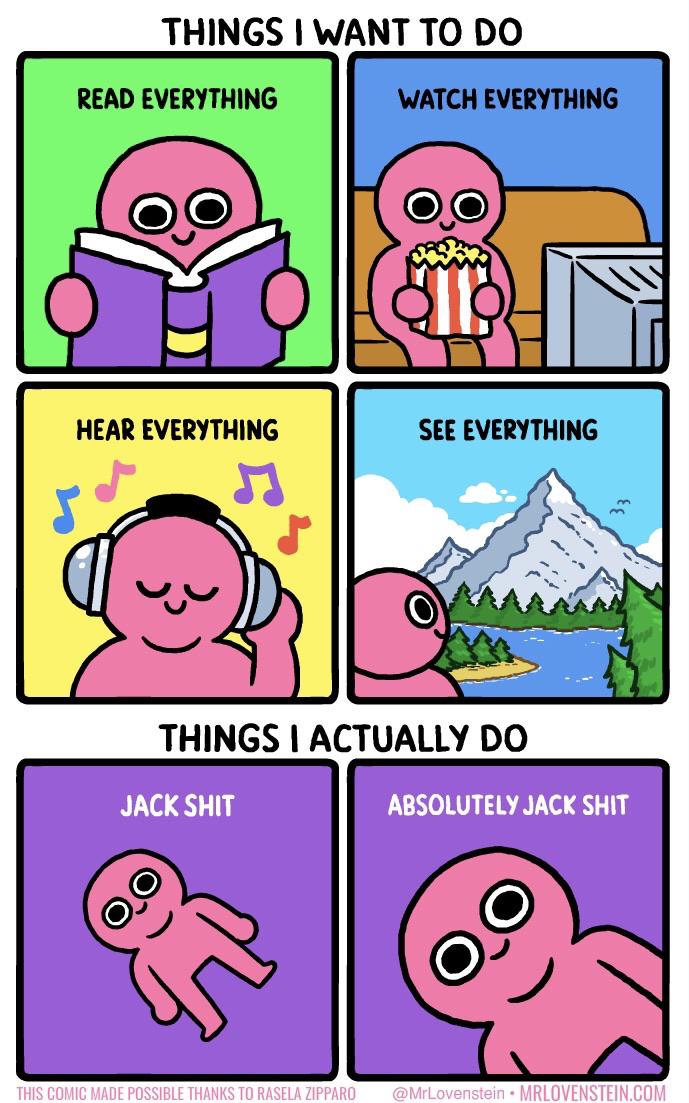 THINGS I WANT TO DO
READ EVERYTHING
WATCH EVERYTHING
HEAR EVERYTHING
SEE EVERYTHING
THINGS I ACTUALLY DO
JACK SHIT
ABSOLUTELY JACK SHIT
THIS COMIC MADE POSSIBLE THANKS TO RASELA ZIPPARO
@MrLovenstein • MRLOVENSTEIN.COM